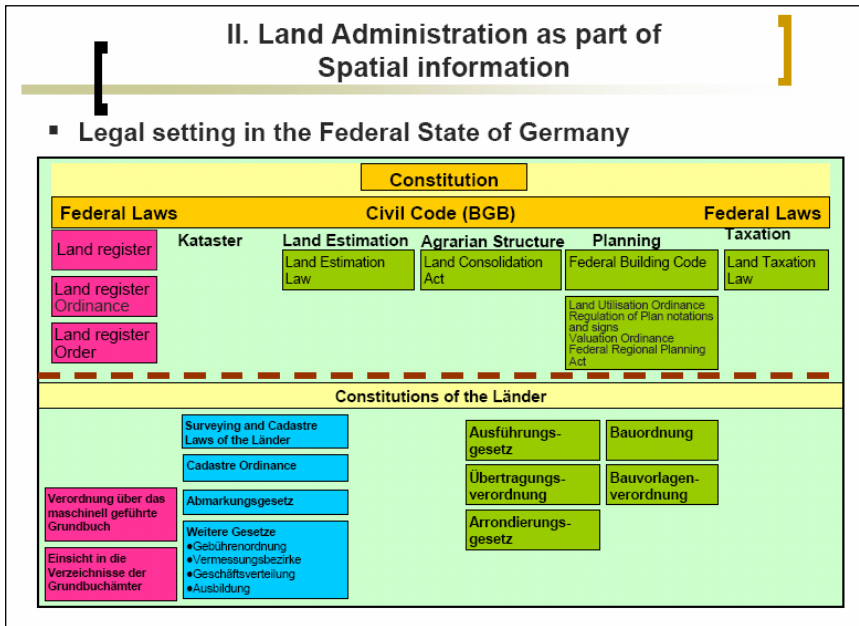 II. Land Administration as part of
Spatial information
▪ Legal setting in the Federal State of Germany
Constitution
Federal Laws Civil Code (BGB) Federal Laws
Land register
Kataster
Land Estimation
Agrarian Structure
Planning
Taxation
Land Estimation
Law
Land Consolidation
Act
Federal Building Code
Land Taxation
Law
Land register
Ordinance
Land register
Order
Land Utilisation Ordinance
Regulation of Plan notations
and signs
Valuation Ordinance
Federal Regional Planning
Act
Constitutions of the Länder
Surveying and Cadastre
Laws of the Länder
Cadastre Ordinance
Abmarkungsgesetz
Weitere Gesetze
●Gebührenordnung
●Vermessungsbezirke
●Geschäftsverteilung
●Ausbildung
Verordnung über das
maschinell geführte
Grundbuch
Einsicht in die
Verzeichnisse der
Grundbuchämter
Ausführungs-
gesetz
Übertragungs-
verordnung
Arrondierungs-
gesetz
Bauordnung
Bauvorlagen-
verordnung